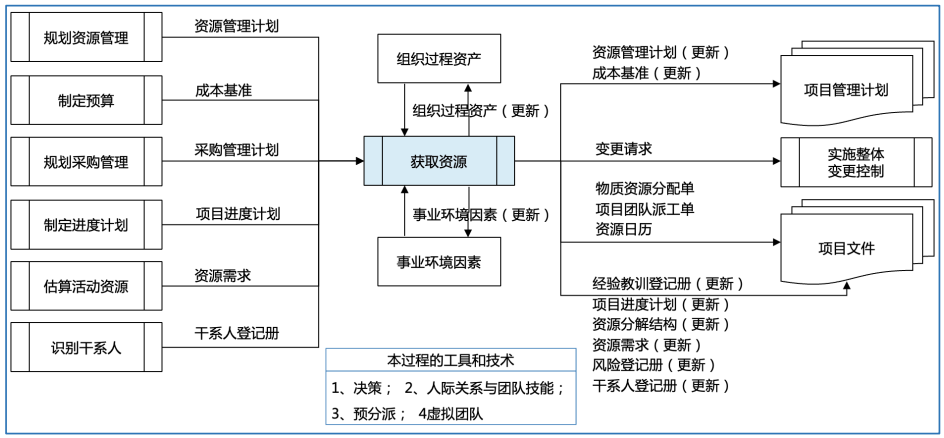 规划资源管理
资源管理计划
制定预算
成本基准
规划采购管理
采购管理计划
制定进度计划
项目进度计划
估算活动资源
资源需求
识别干系人
干系人登记册
组织过程资产
组织过程资产（更新）
获取资源
事业环境因素（更新）
事业环境因素
资源管理计划（更新）
成本基准（更新）
项目管理计划
变更请求
实施整体
变更控制
物质资源分配单
项目团队派工单
资源日历
项目文件
经验教训登记册（更新）
项目进度计划（更新）
资源分解结构（更新）
资源需求（更新）
风险登记册（更新）
干系人登记册（更新）
本过程的工具和技术
1、决策； 2、人际关系与团队技能；
3、预分派； 4虚拟团队